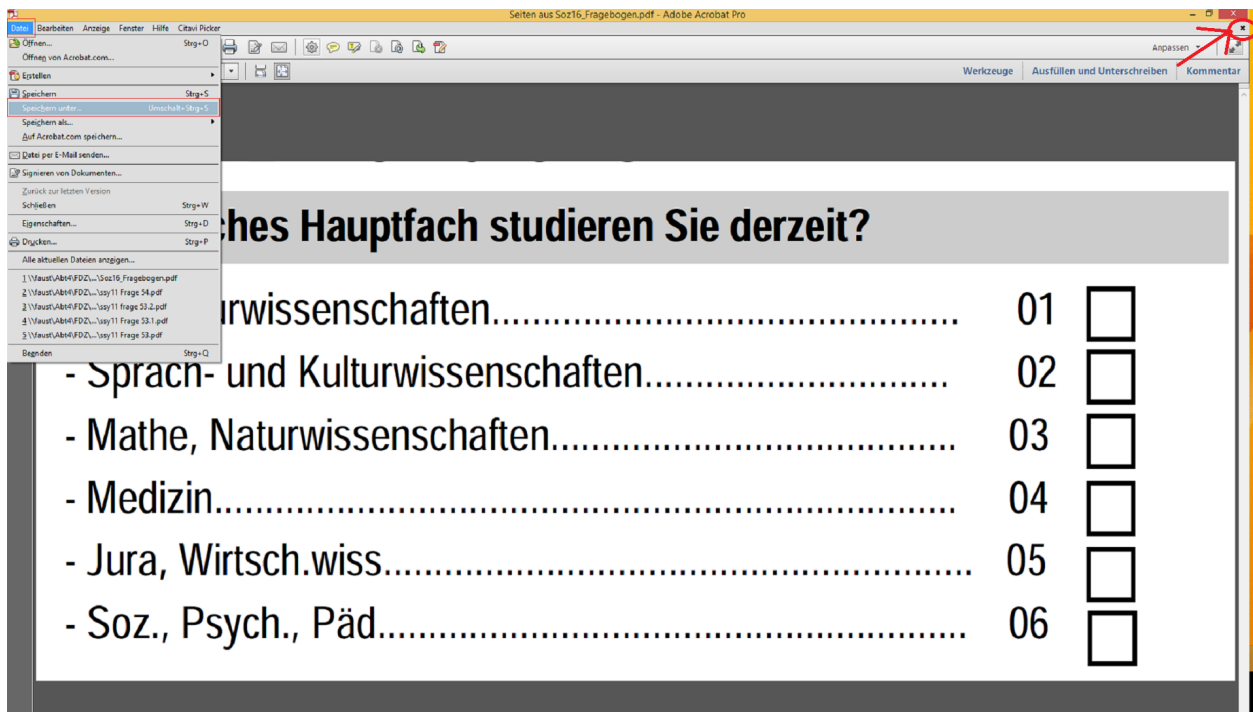 Seiten aus Soz16_Fragebogen.pdf - Adobe Acrobat Pro
Datei Bearbeiten Anzeige Fenster Hilfe Citavi Picker
Öffnen... Strg+O
Öffnen von Acrobat.com...
Erstellen
Speichern Strg+S
Speichern unter... Umschalt+Strg+S
Speichern als...
Auf Acrobat.com speichern...
Datei per E-Mail senden...
Signieren von Dokumenten...
Zurück zur letzten Version
Schließen Strg+W
Eigenschaften... Strg+D
Drucken... Strg+P
Alle aktuellen Dateien anzeigen...
1 \\faust\Abt4\FDZ\...\Soz16_Fragebogen.pdf
2 \\faust\Abt4\FDZ\...\ssy11 Frage 54.pdf
3 \\faust\Abt4\FDZ\...\ssy11 Frage 53.2.pdf
4 \\faust\Abt4\FDZ\...\ssy11 Frage 53.1.pdf
5 \\faust\Abt4\FDZ\...\ssy11 Frage 53.pdf
Beenden Strg+Q
Anpassen
Werkzeuge Ausfüllen und Unterschreiben Kommentar
ches Hauptfach studieren Sie derzeit?
urwissenschaften.................................................. 01
- Sprach- und Kulturwissenschaften................................ 02
- Mathe, Naturwissenschaften........................................... 03
- Medizin............................................................................... 04
- Jura, Wirtsch.wiss............................................................... 05
- Soz., Psych., Päd............................................................... 06